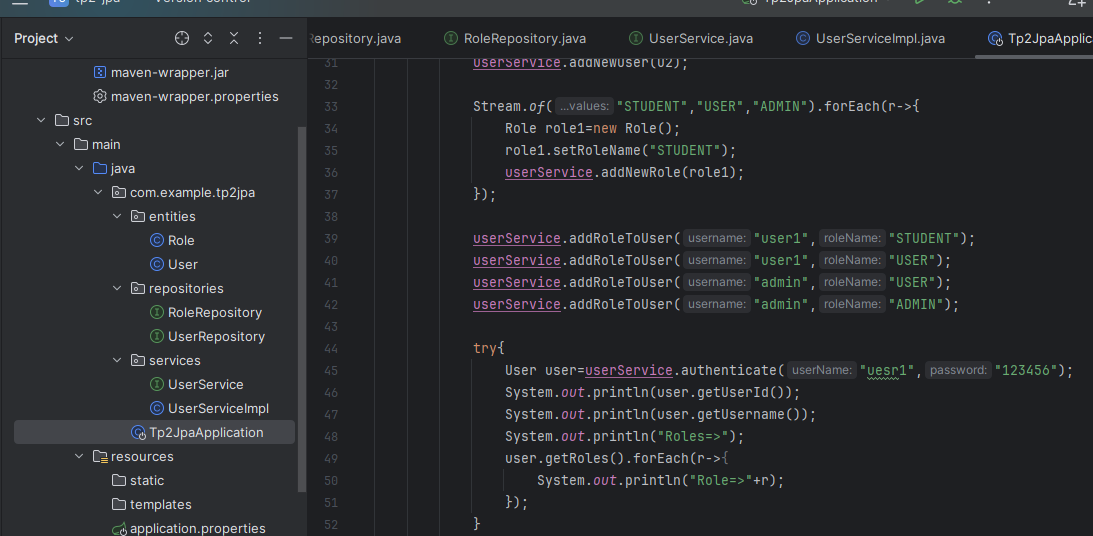 tp2-jpa Version control Tp2JpaApplication
Project
Repository.java RoleRepository.java UserService.java UserServiceImpl.java Tp2JpaApplic
maven-wrapper.jar
maven-wrapper.properties
src
main
java
com.example.tp2jpa
entities
Role
User
repositories
RoleRepository
UserRepository
services
UserService
UserServiceImpl
Tp2JpaApplication
resources
static
templates
application.properties
31 userService.addNewUser(u2);
32
33 Stream.of( ...values: "STUDENT","USER","ADMIN").forEach(r->{
34 Role role1=new Role();
35 role1.setRoleName("STUDENT");
36 userService.addNewRole(role1);
37 });
38
39 userService.addRoleToUser( username: "user1", roleName: "STUDENT");
40 userService.addRoleToUser( username: "user1", roleName: "USER");
41 userService.addRoleToUser( username: "admin", roleName: "USER");
42 userService.addRoleToUser( username: "admin", roleName: "ADMIN");
43
44 try{
45 User user=userService.authenticate( userName: "uesr1", password: "123456");
46 System.out.println(user.getUserId());
47 System.out.println(user.getUsername());
48 System.out.println("Roles=>");
49 user.getRoles().forEach(r->{
50 System.out.println("Role=>"+r);
51 });
52 }